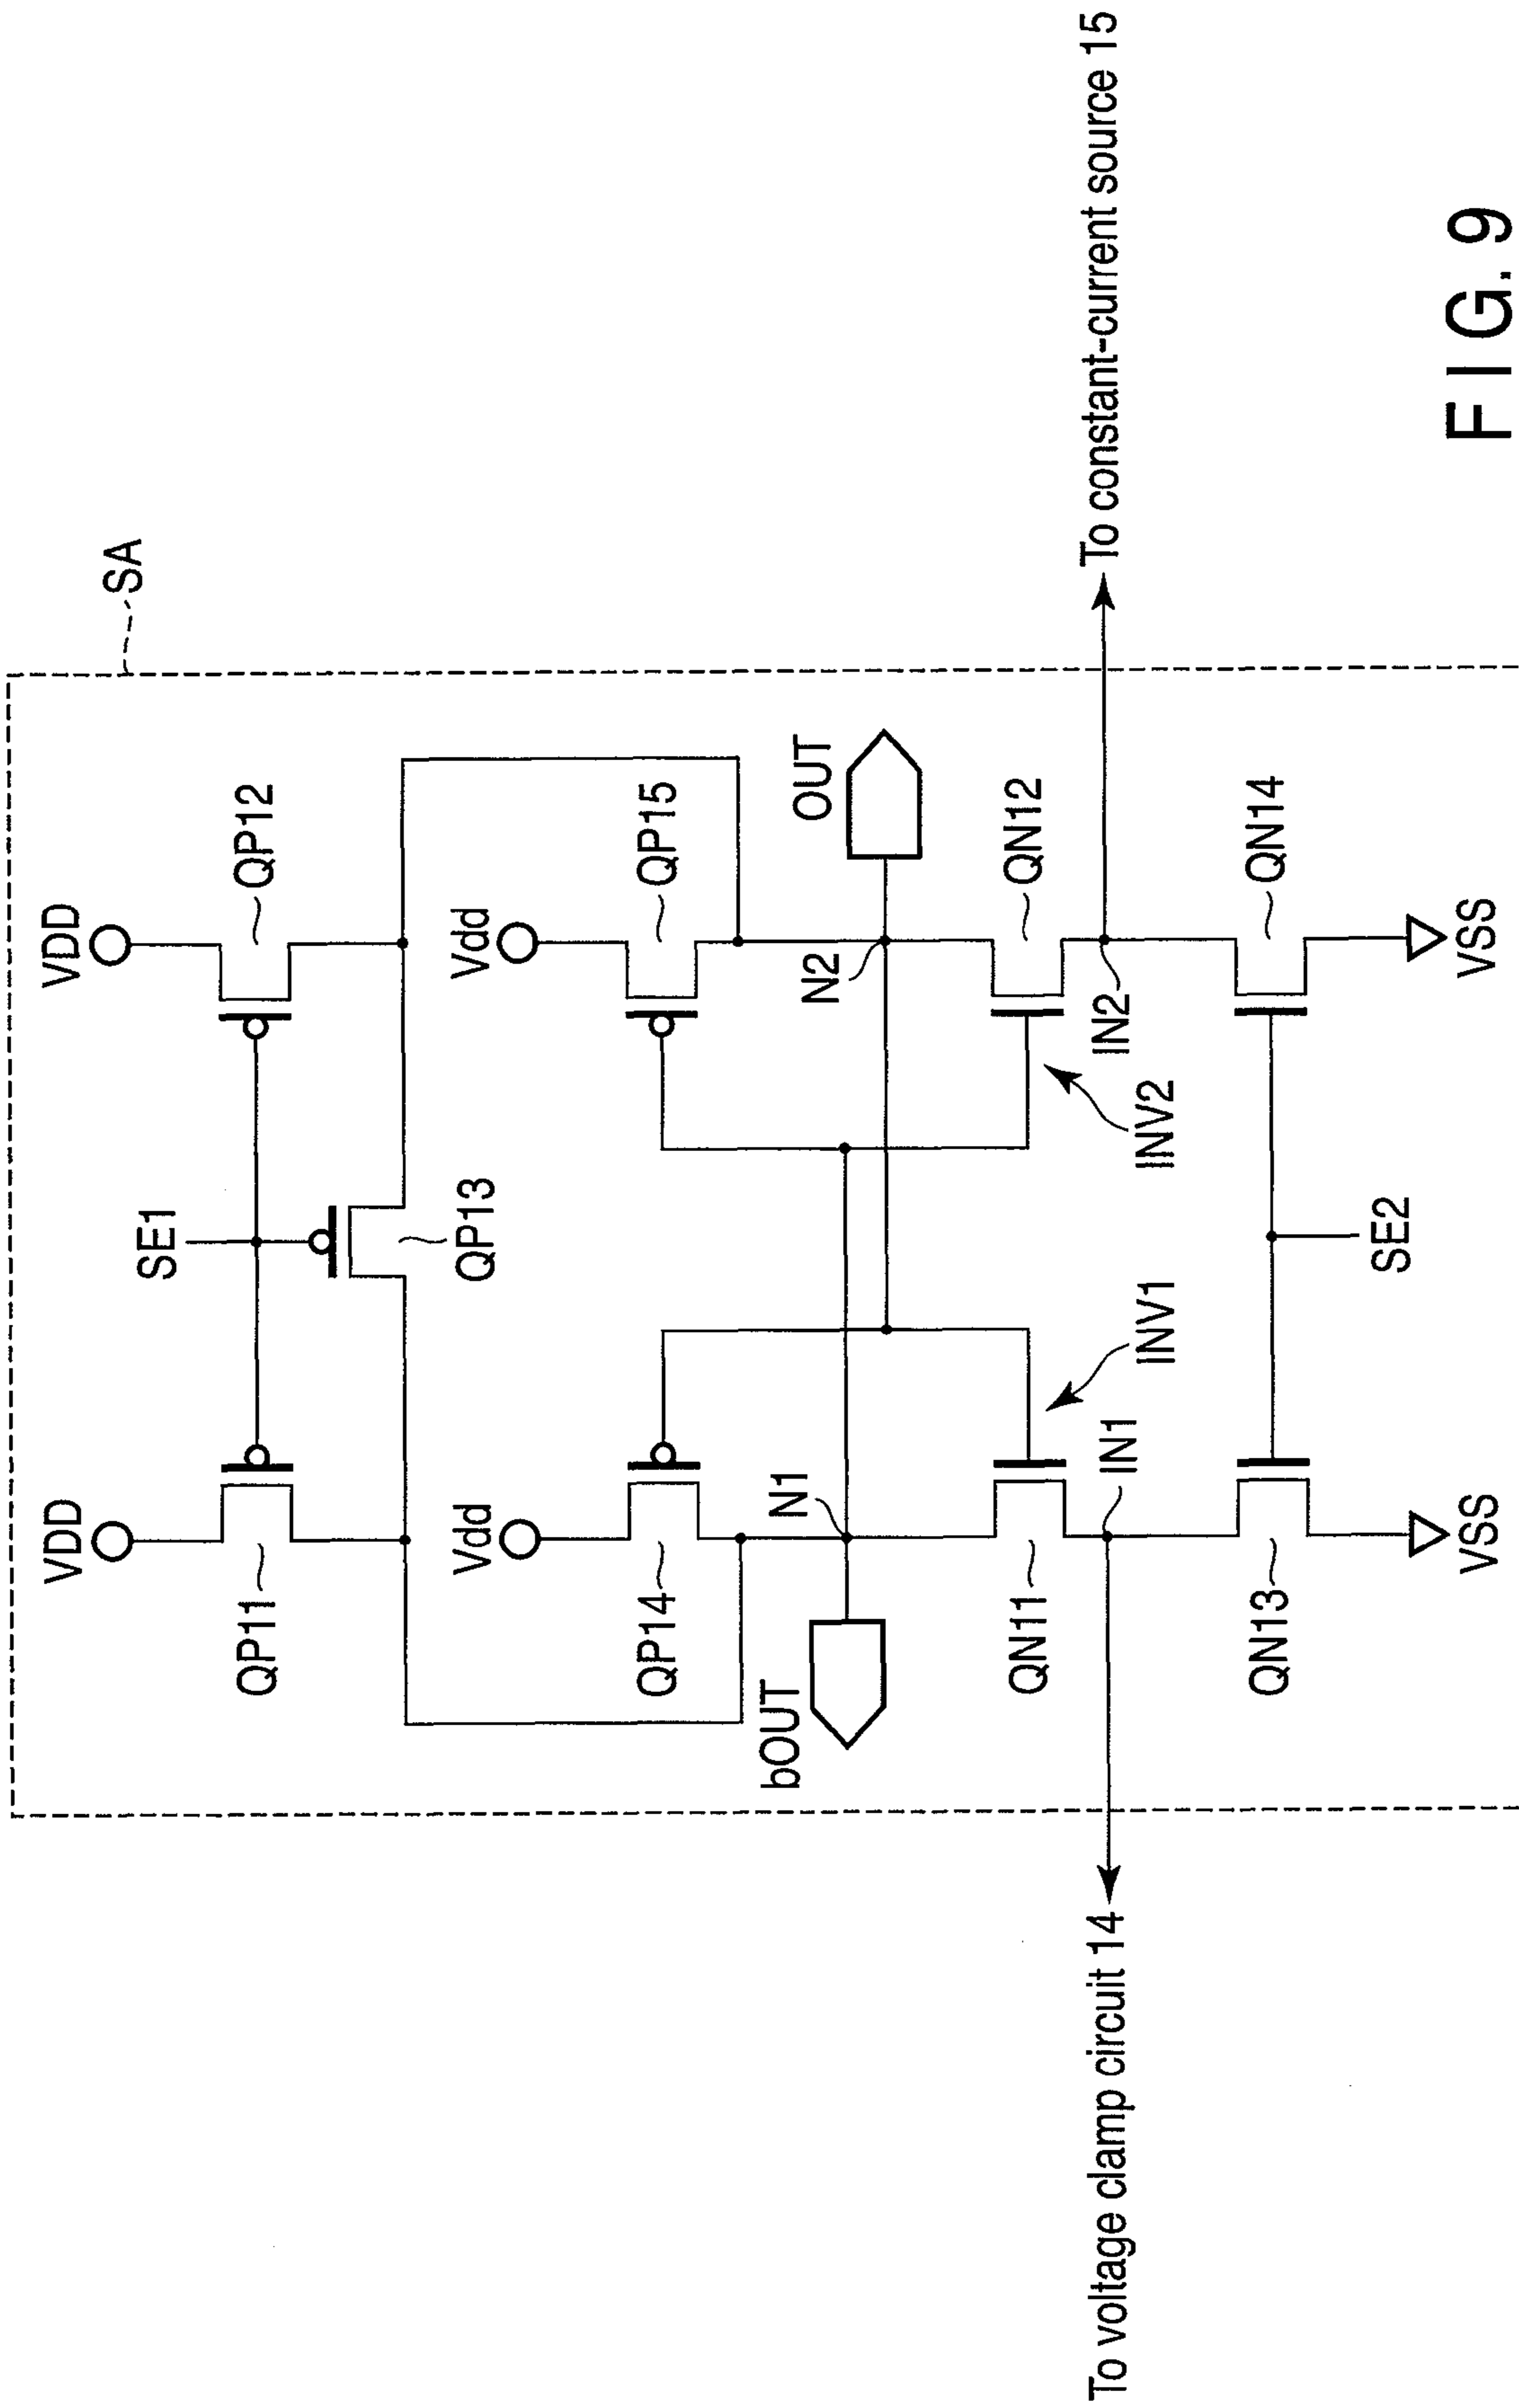 SA
VDD
VDD
SE1
QP11
QP12
QP13
Vdd
Vdd
QP14
QP15
bOUT
N1
N2
OUT
QN11
QN12
INV1
INV2
To voltage clamp circuit 14
IN1
IN2
To constant-current source 15
QN13
QN14
SE2
VSS
VSS
FIG. 9